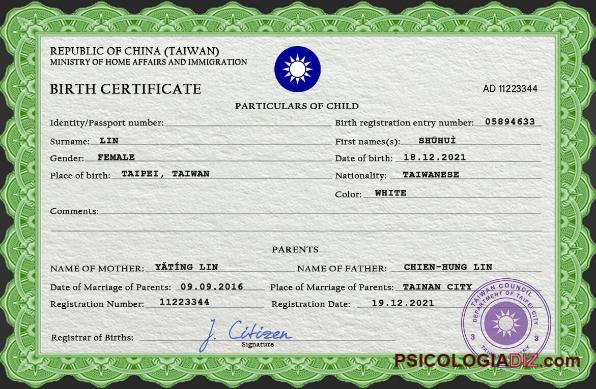 REPUBLIC OF CHINA (TAIWAN)
MINISTRY OF HOME AFFAIRS AND IMMIGRATION
BIRTH CERTIFICATE
AD 11223344
PARTICULARS OF CHILD
Identity/Passport number: Birth registration entry number: 05894633
Surname: LIN First names(s): SHŪHUÌ
Gender: FEMALE Date of birth: 18.12.2021
Place of birth: TAIPEI, TAIWAN Nationality: TAIWANESE
Color: WHITE
Comments:
PARENTS
NAME OF MOTHER: YǍTÍNG LIN NAME OF FATHER: CHIEN-HUNG LIN
Date of Marriage of Parents: 09.09.2016 Place of Marriage of Parents: TAINAN CITY
Registration Number: 11223344 Registration Date: 19.12.2021
TAIWAN COUNCIL
DEPARTMENT OF TAIPEI CITY
3 3
Registrar of Births: J. Citizen
Signature
PSICOLOGIADIZ.com